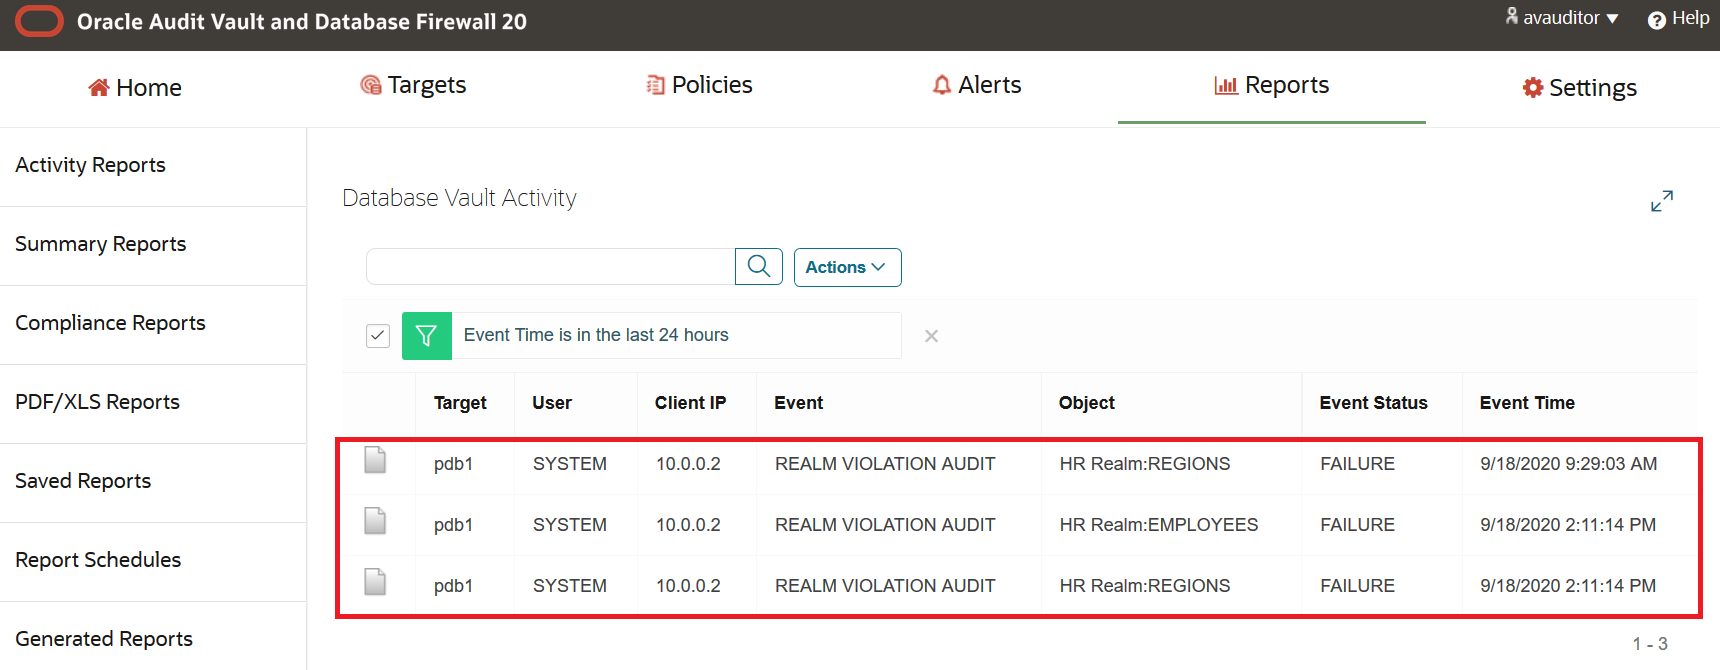 Oracle Audit Vault and Database Firewall 20
avauditor
Help
Home
Targets
Policies
Alerts
Reports
Settings
Activity Reports
Summary Reports
Compliance Reports
PDF/XLS Reports
Saved Reports
Report Schedules
Generated Reports
Database Vault Activity
Actions
Event Time is in the last 24 hours
Target User Client IP Event Object Event Status Event Time
pdb1 SYSTEM 10.0.0.2 REALM VIOLATION AUDIT HR Realm:REGIONS FAILURE 9/18/2020 9:29:03 AM
pdb1 SYSTEM 10.0.0.2 REALM VIOLATION AUDIT HR Realm:EMPLOYEES FAILURE 9/18/2020 2:11:14 PM
pdb1 SYSTEM 10.0.0.2 REALM VIOLATION AUDIT HR Realm:REGIONS FAILURE 9/18/2020 2:11:14 PM
1 - 3